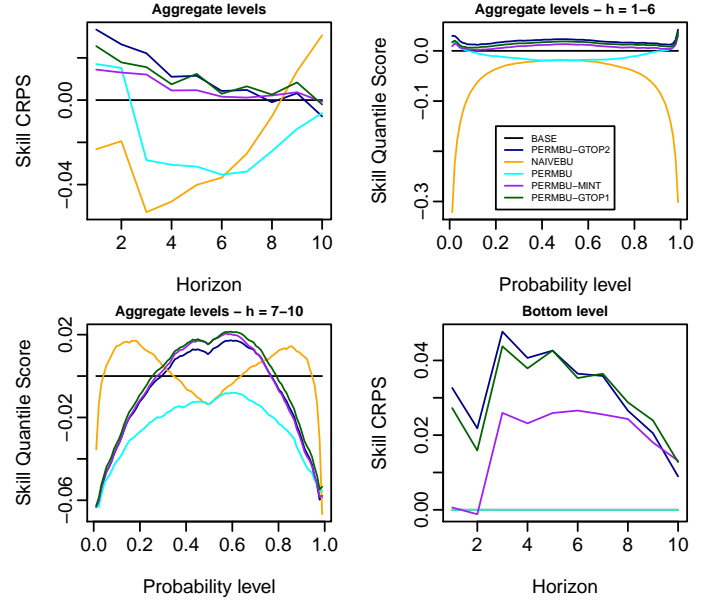 Aggregate levels
Skill CRPS
0.00
−0.04
2 4 6 8 10
Horizon
Aggregate levels − h = 1−6
Skill Quantile Score
0.0
−0.1
−0.3
0.0 0.2 0.4 0.6 0.8 1.0
Probability level
BASE
PERMBU−GTOP2
NAIVEBU
PERMBU
PERMBU−MINT
PERMBU−GTOP1
Aggregate levels − h = 7−10
Skill Quantile Score
0.02
−0.02
−0.06
0.0 0.2 0.4 0.6 0.8 1.0
Probability level
Bottom level
Skill CRPS
0.04
0.02
0.00
2 4 6 8 10
Horizon